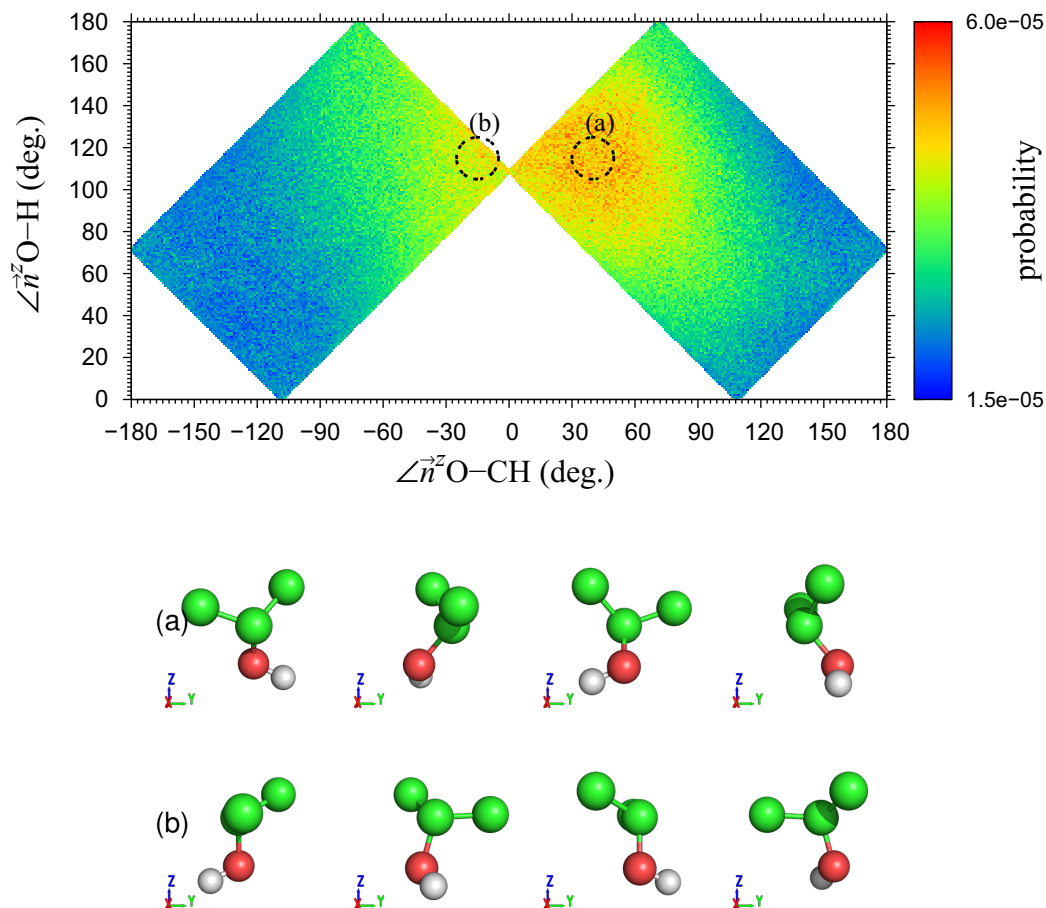 180
160
140
120
100
80
60
40
20
0
∠n⃗ᶻO−H (deg.)
(b)
(a)
−180 −150 −120 −90 −60 −30 0 30 60 90 120 150 180
∠n⃗ᶻO−CH (deg.)
6.0e−05
1.5e−05
probability
(a)
Z X Y
Z X Y
Z X Y
Z X Y
(b)
Z X Y
Z X Y
Z X Y
Z X Y